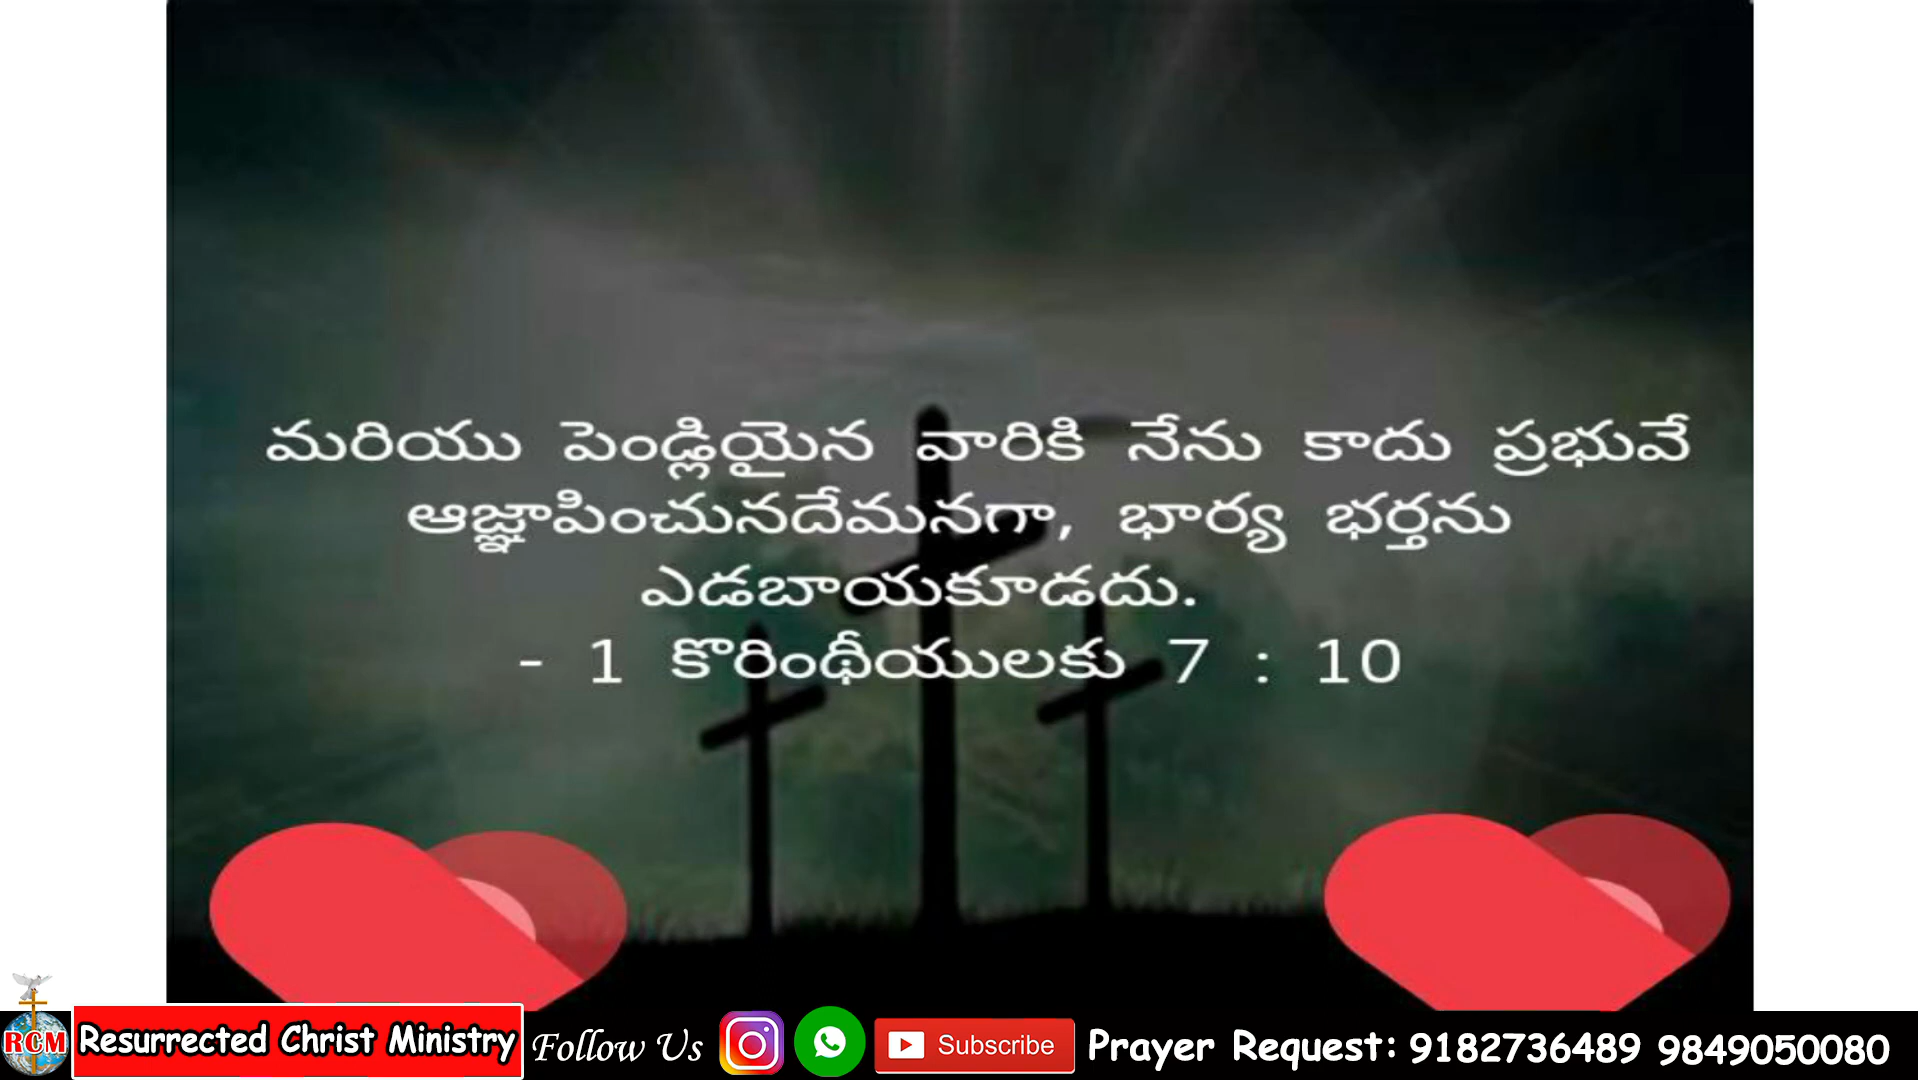 మరియు పెండ్లియైన వారికి నేను కాదు ప్రభువే
ఆజ్ఞాపించునదేమనగా, భార్య భర్తను
ఎడబాయకూడదు.
- 1 కొరింథీయులకు 7 : 10
RCM
Resurrected Christ Ministry
Follow Us
Subscribe
Prayer Request: 9182736489 9849050080